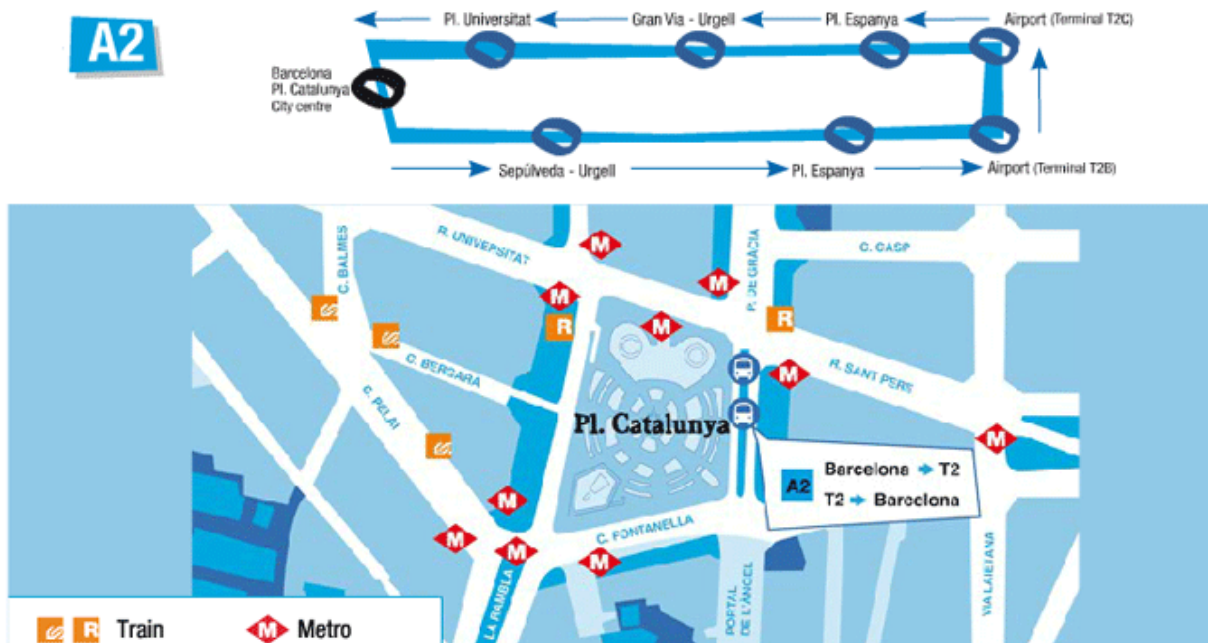 A2
Pl. Universitat
Gran Via - Urgell
Pl. Espanya
Airport (Terminal T2C)
Barcelona
Pl. Catalunya
City centre
Sepúlveda - Urgell
Pl. Espanya
Airport (Terminal T2B)
C. BALMES
R. UNIVERSITAT
M
P. DE GRÀCIA
C. CASP
M
M
R
M
R
C. BERGARA
M
R. SANT PERE
C. PELAI
Pl. Catalunya
M
A2
Barcelona → T2
T2 → Barcelona
M
C. FONTANELLA
M
M
M
LA RAMBLA
PORTAL
DE L'ÀNGEL
VIA LAIETANA
R Train
M Metro